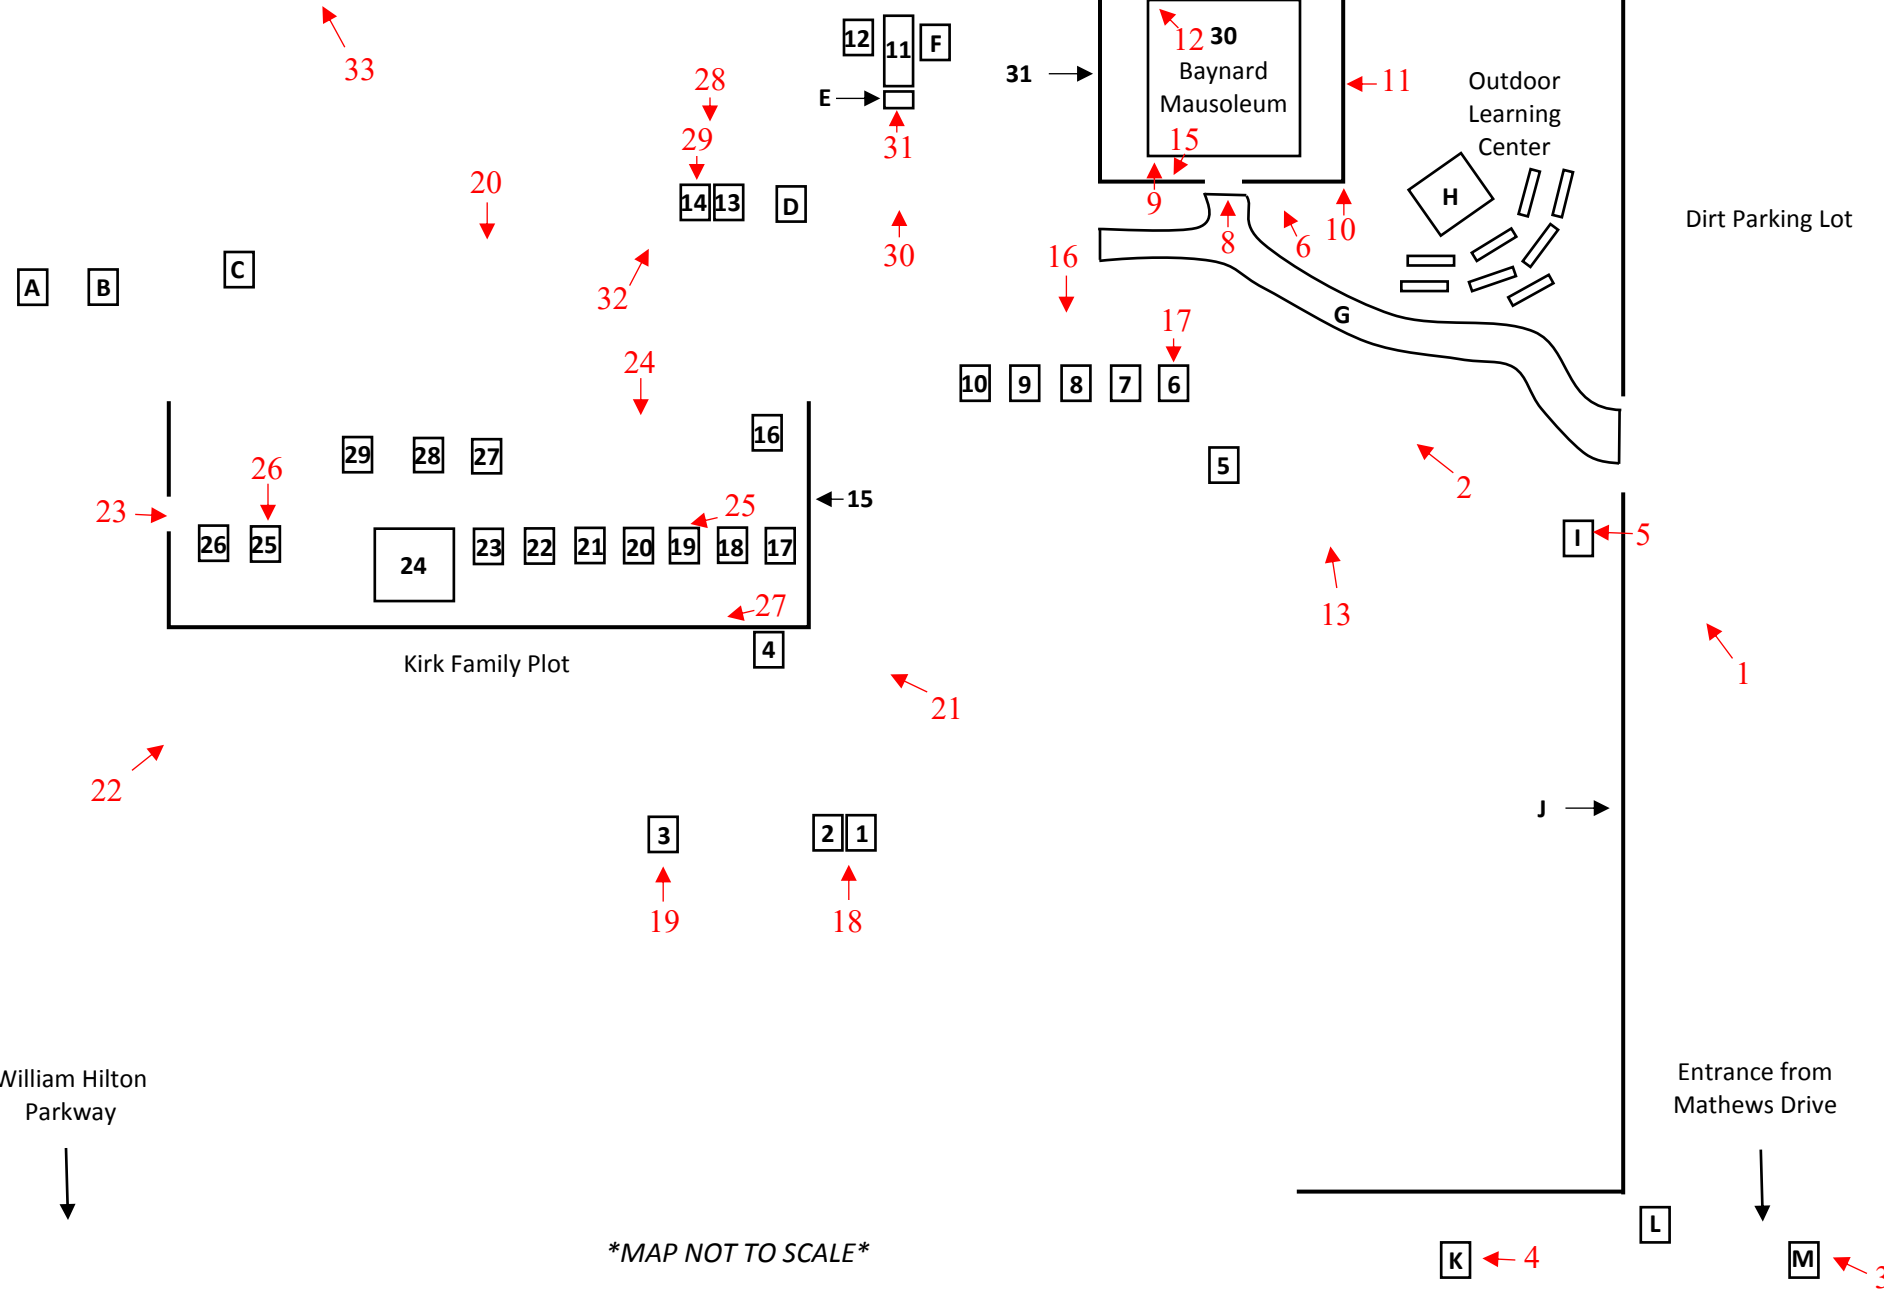 33
12
11
F
12
30
Baynard
Mausoleum
31
11
Outdoor
Learning
Center
28
E
29
31
15
20
14
13
D
9
8
6
10
H
Dirt Parking Lot
30
16
A
B
C
32
G
17
24
10
9
8
7
6
16
29
28
27
26
5
2
23
25
15
26
25
24
23
22
21
20
19
18
17
I
5
27
13
4
Kirk Family Plot
1
21
22
J
3
2
1
19
18
William Hilton
Parkway
Entrance from
Mathews Drive
L
*MAP NOT TO SCALE*
K
4
M
3